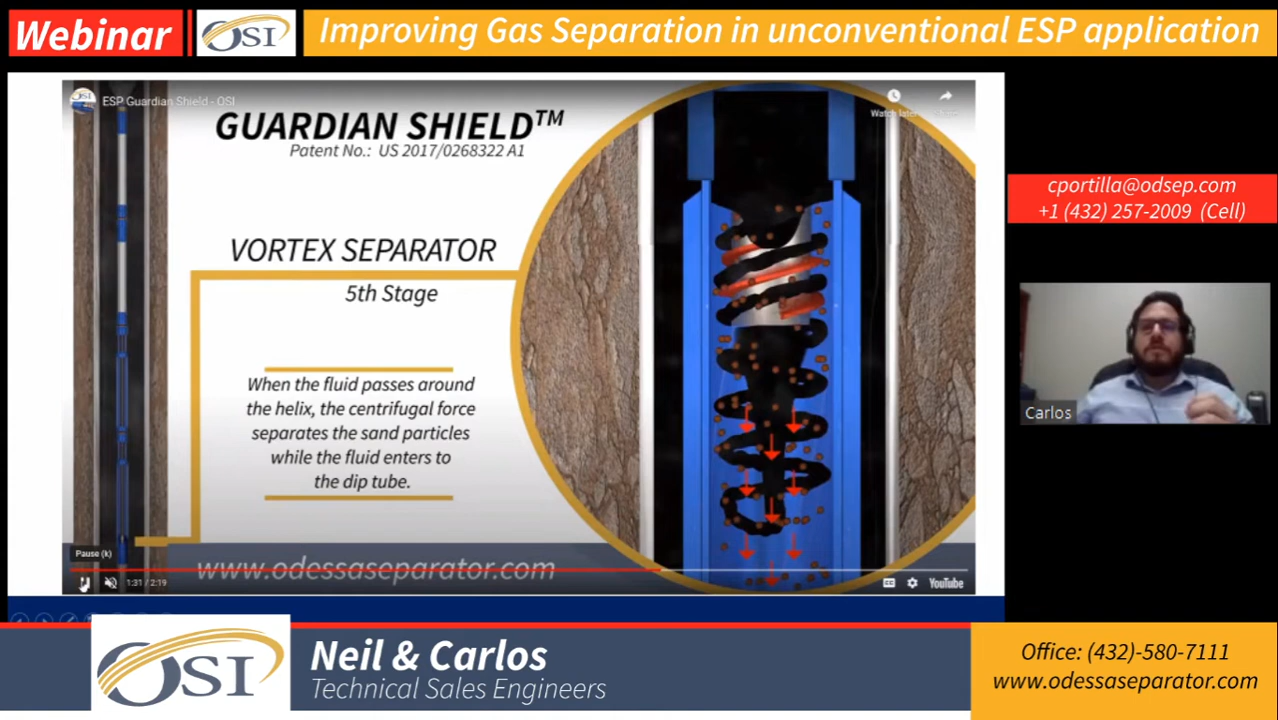 Webinar
OSI
Improving Gas Separation in unconventional ESP application
OSI
ESP Guardian Shield - OSI
Watch later
GUARDIAN SHIELD™
Patent No.: US 2017/0268322 A1
VORTEX SEPARATOR
5th Stage
When the fluid passes around
the helix, the centrifugal force
separates the sand particles
while the fluid enters to
the dip tube.
Pause (k)
1:31 / 2:19
www.odessaseparator.com
CC
YouTube
cportilla@odsep.com
+1 (432) 257-2009 (Cell)
Carlos
OSI
Neil & Carlos
Technical Sales Engineers
Office: (432)-580-7111
www.odessaseparator.com